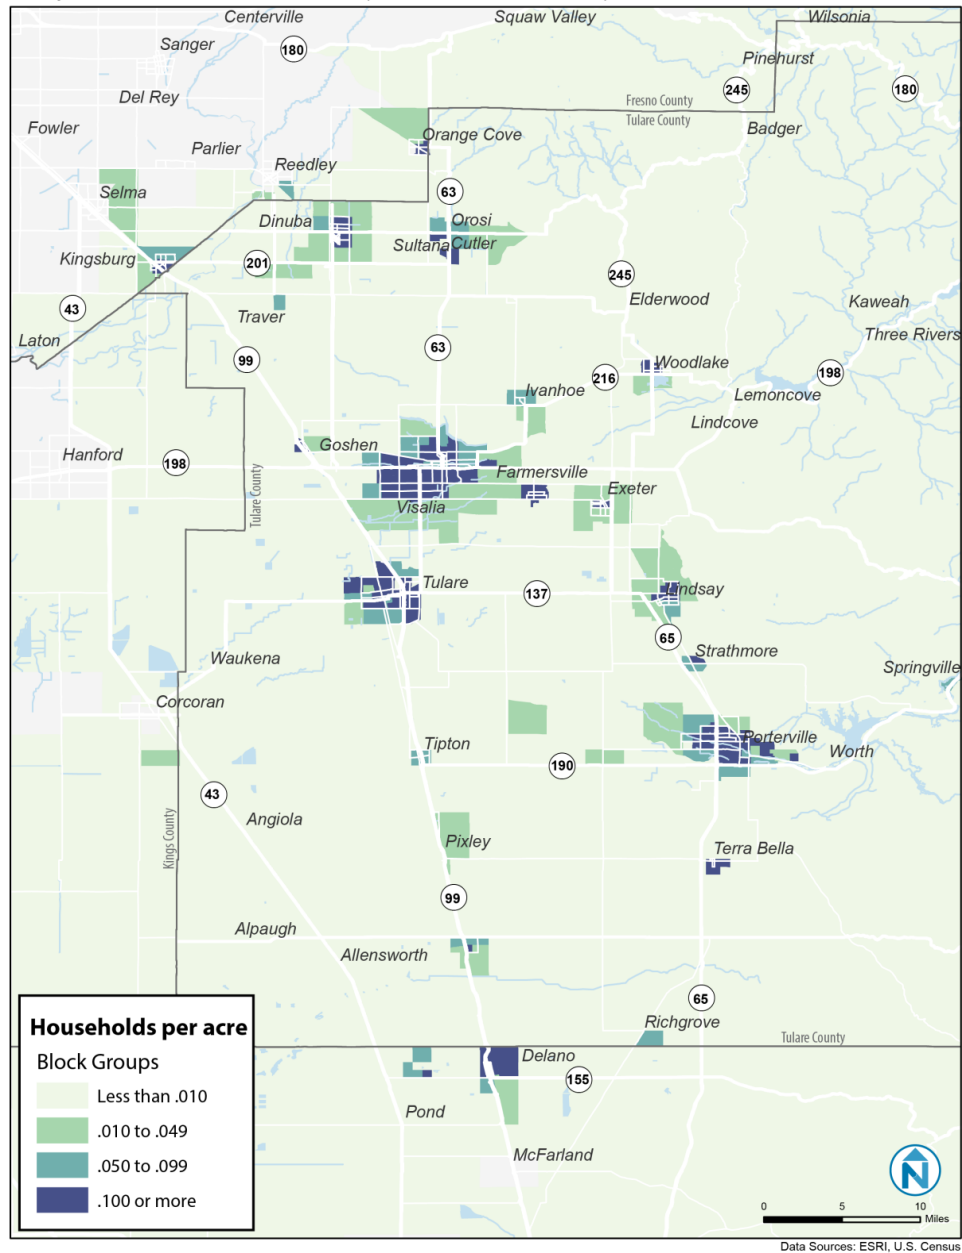 Centerville
Squaw Valley
Wilsonia
Sanger
180
Pinehurst
Del Rey
245
180
Fresno County
Tulare County
Fowler
Orange Cove
Badger
Parlier
Reedley
Selma
63
Dinuba
Orosi
Sultana
Cutler
Kingsburg
201
245
43
Elderwood
Kaweah
Traver
Laton
Three Rivers
99
63
Woodlake
216
198
Ivanhoe
Lemoncove
Lindcove
Goshen
Hanford
198
Farmersville
Tulare County
Exeter
Visalia
Tulare
137
Lindsay
65
Waukena
Strathmore
Springville
Corcoran
Porterville
Tipton
Worth
190
43
Angiola
Kings County
Pixley
Terra Bella
99
Alpaugh
Allensworth
65
Richgrove
Tulare County
Delano
155
Pond
McFarland
Households per acre
Block Groups
Less than .010
.010 to .049
.050 to .099
.100 or more
N
0 5 10
Miles
Data Sources: ESRI, U.S. Census